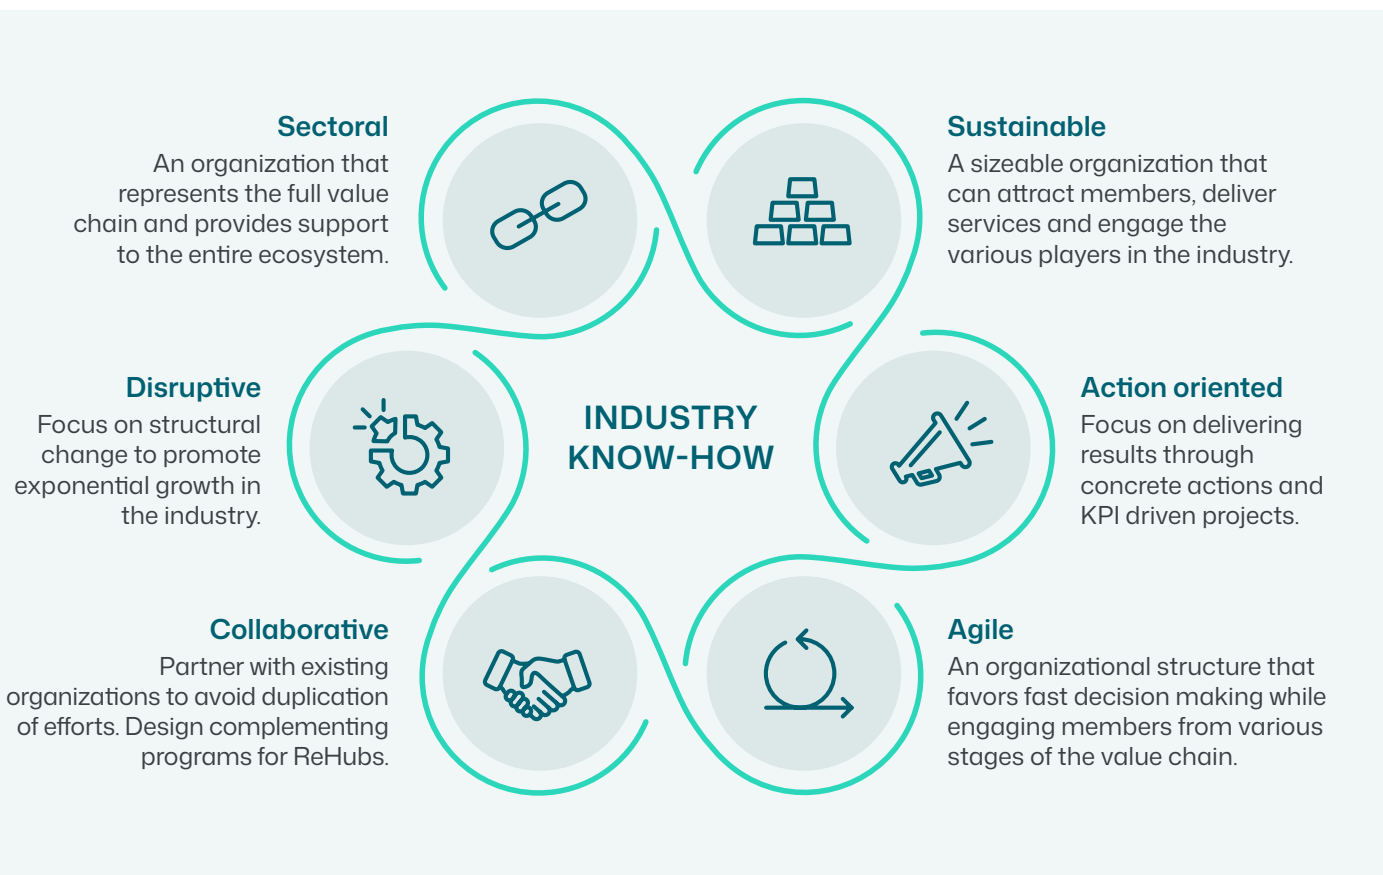 Sectoral
An organization that
represents the full value
chain and provides support
to the entire ecosystem.
Sustainable
A sizeable organization that
can attract members, deliver
services and engage the
various players in the industry.
Disruptive
Focus on structural
change to promote
exponential growth in
the industry.
INDUSTRY
KNOW-HOW
Action oriented
Focus on delivering
results through
concrete actions and
KPI driven projects.
Collaborative
Partner with existing
organizations to avoid duplication
of efforts. Design complementing
programs for ReHubs.
Agile
An organizational structure that
favors fast decision making while
engaging members from various
stages of the value chain.